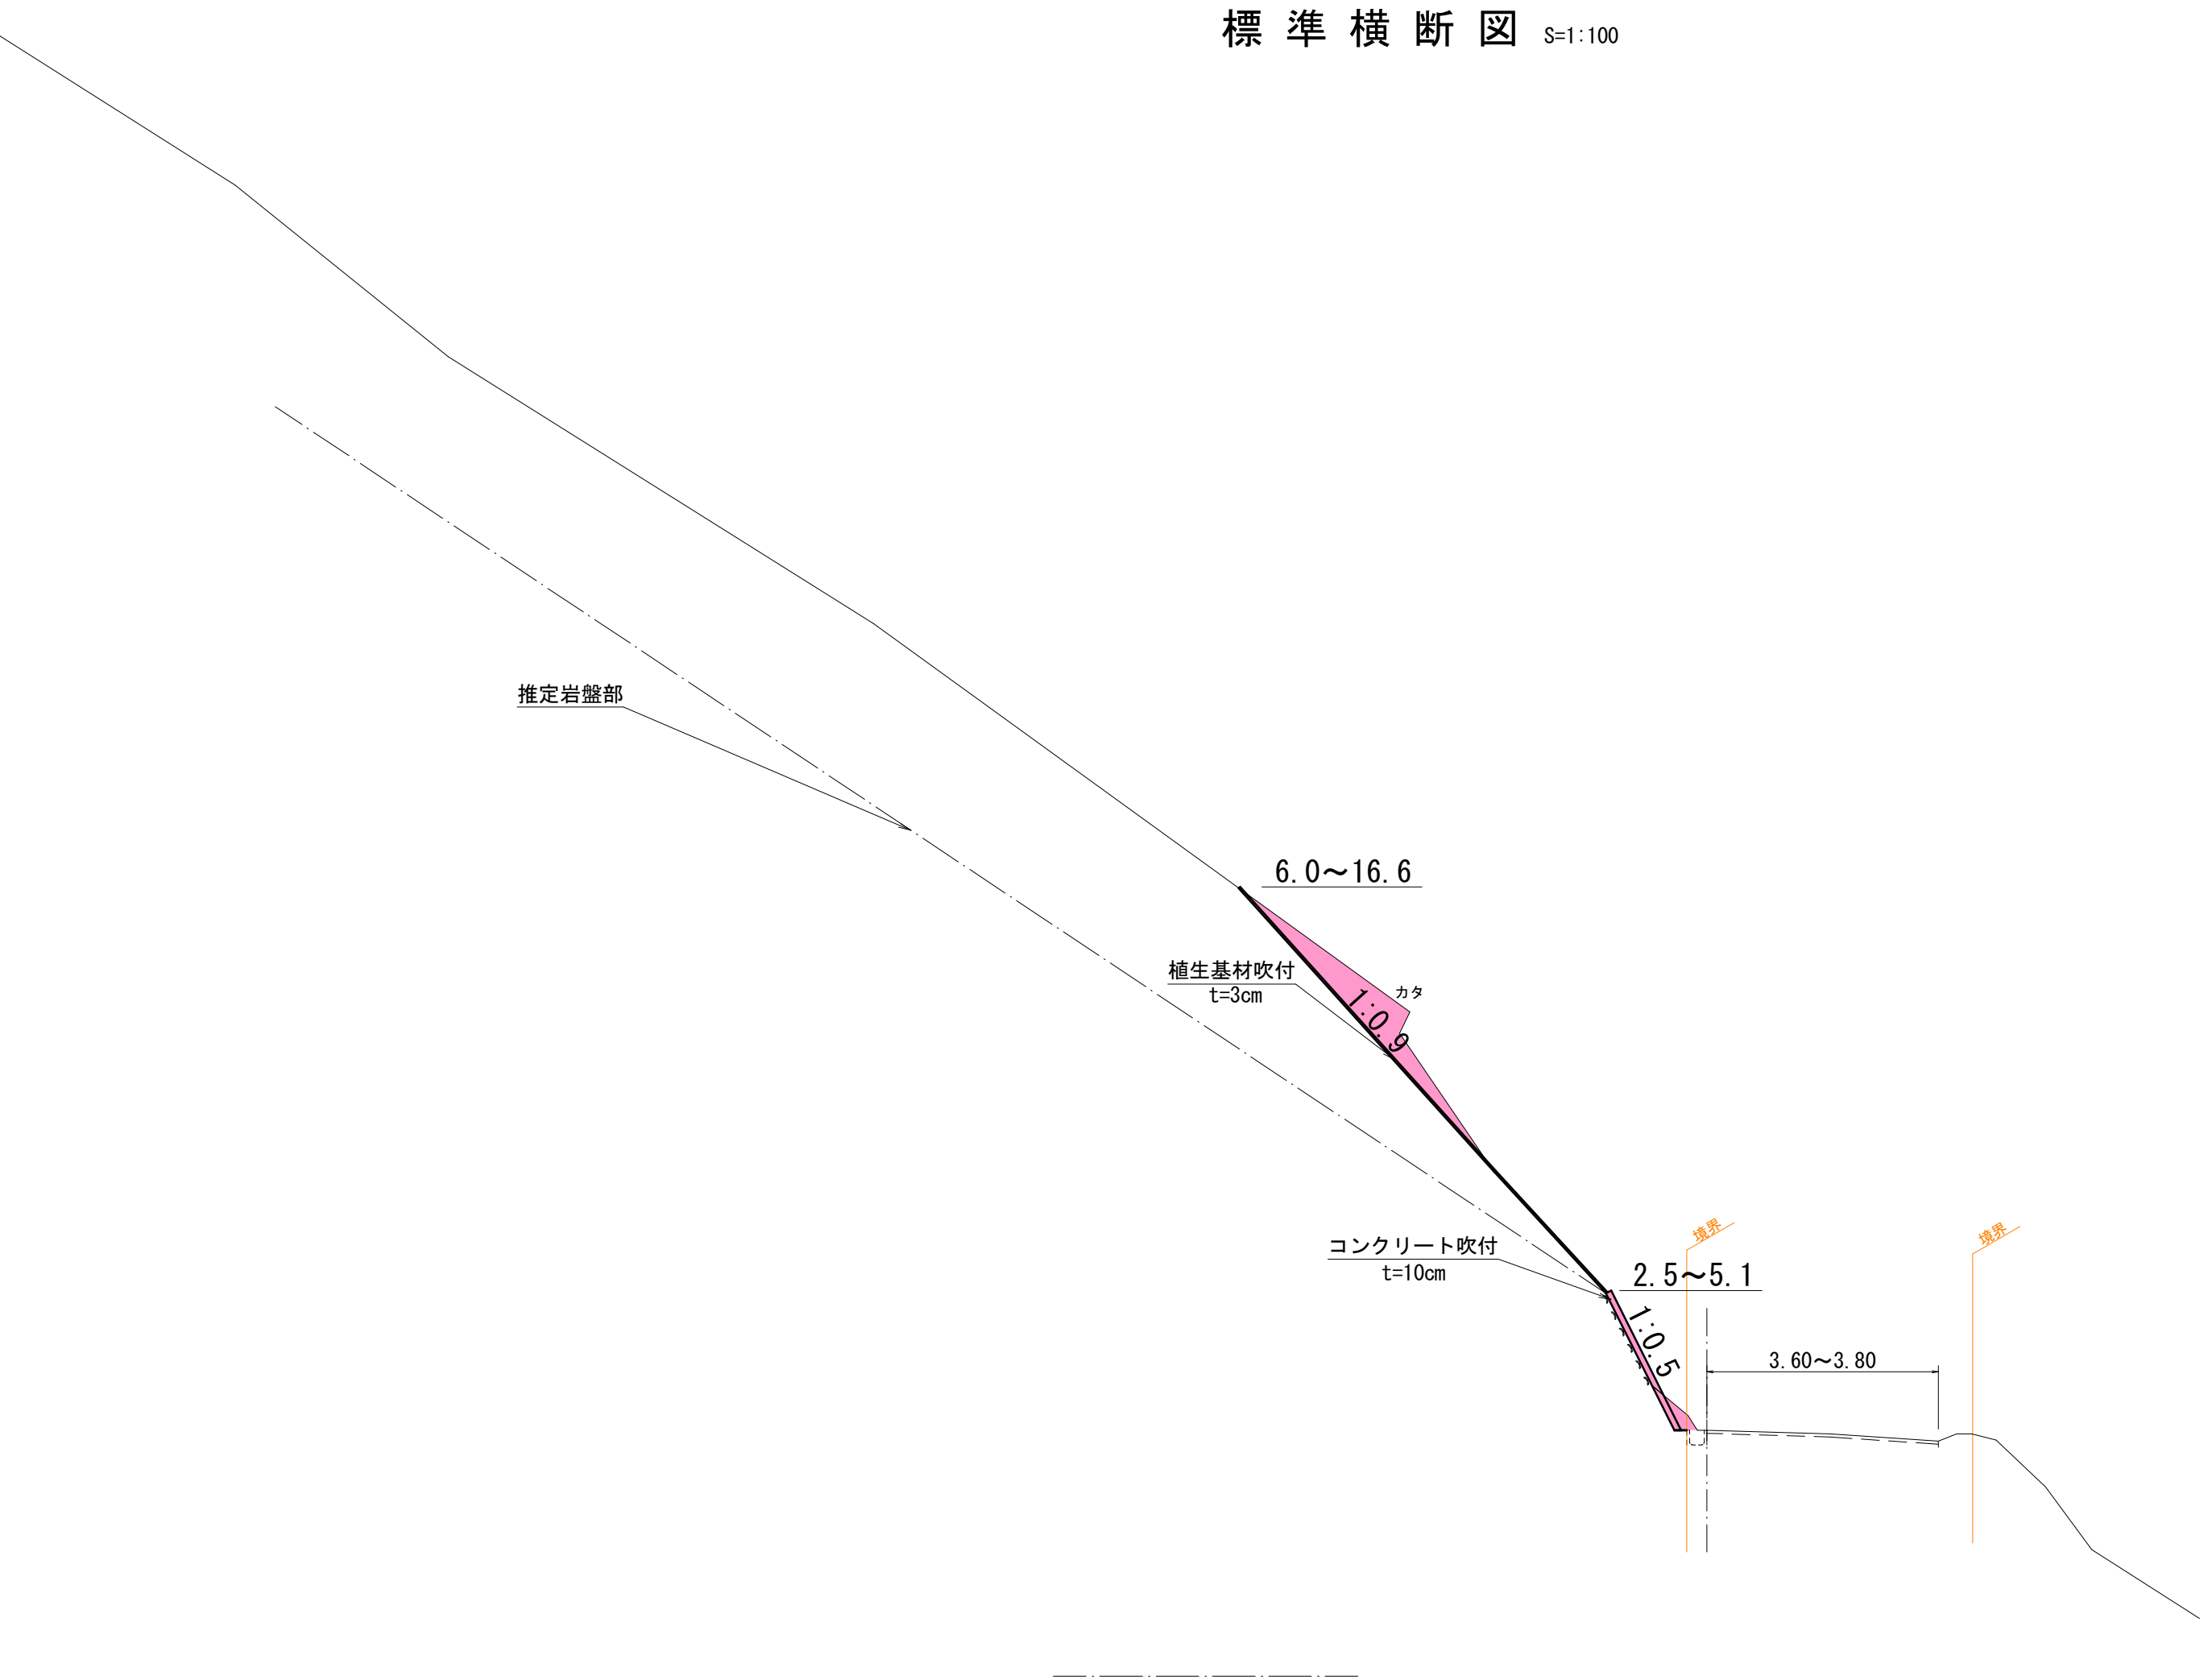 標準横断図 S=1:100
推定岩盤部
6.0～16.6
植生基材吹付
t=3cm
カタ
1:0.9
境界
境界
コンクリート吹付
t=10cm
2.5～5.1
1:0.5
3.60～3.80